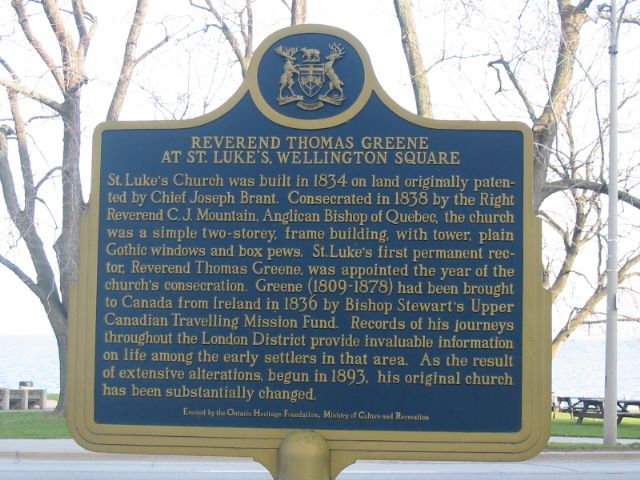 REVEREND THOMAS GREENE
AT ST. LUKE'S, WELLINGTON SQUARE
St. Luke's Church was built in 1834 on land originally paten-
ted by Chief Joseph Brant. Consecrated in 1838 by the Right
Reverend C. J. Mountain, Anglican Bishop of Quebec, the church
was a simple two-storey, frame building, with tower, plain
Gothic windows and box pews. St. Luke's first permanent rec-
tor, Reverend Thomas Greene, was appointed the year of the
church's consecration. Greene (1809-1878) had been brought
to Canada from Ireland in 1836 by Bishop Stewart's Upper
Canadian Travelling Mission Fund. Records of his journeys
throughout the London District provide invaluable information
on life among the early settlers in that area. As the result
of extensive alterations, begun in 1893, his original church
has been substantially changed.
Erected by the Ontario Heritage Foundation, Ministry of Culture and Recreation